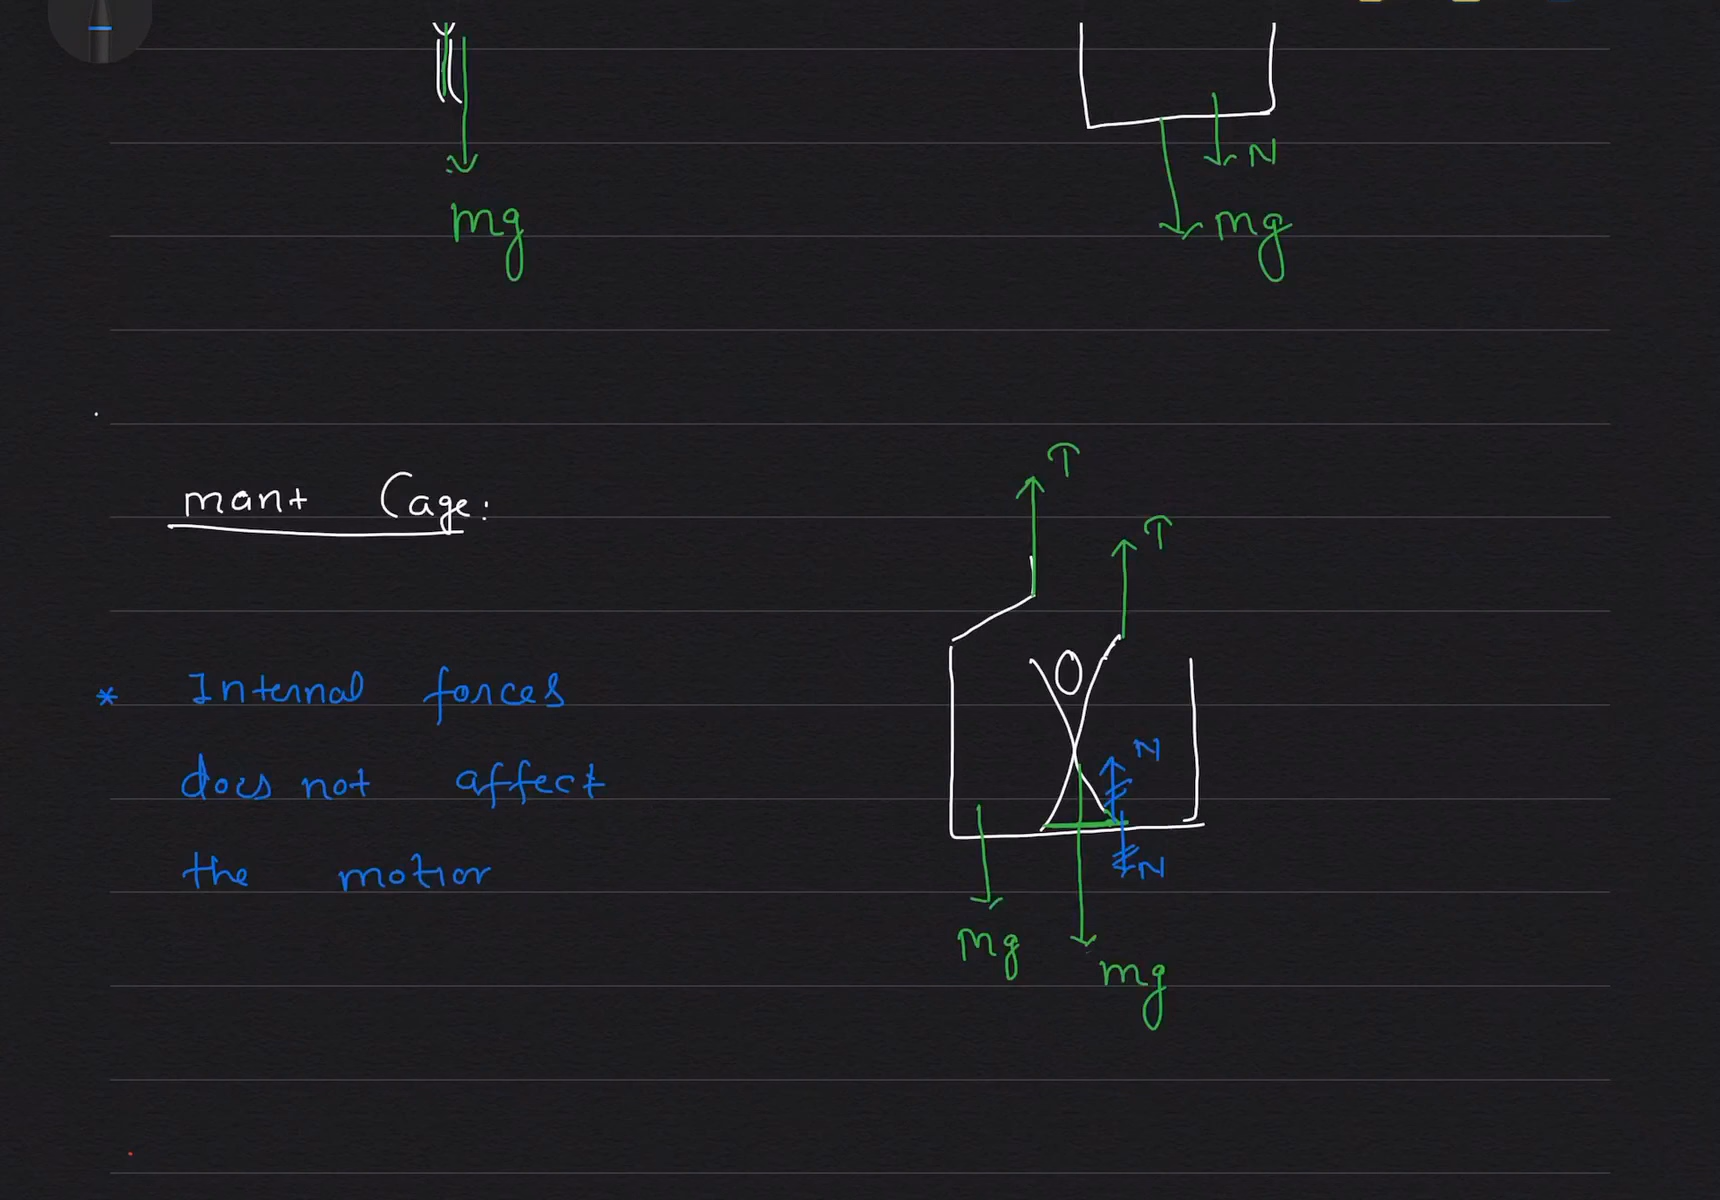 N
mg
mg
T
man+ Cage:
T
Internal forces
N
does not affect
N
the motion
Mg
mg